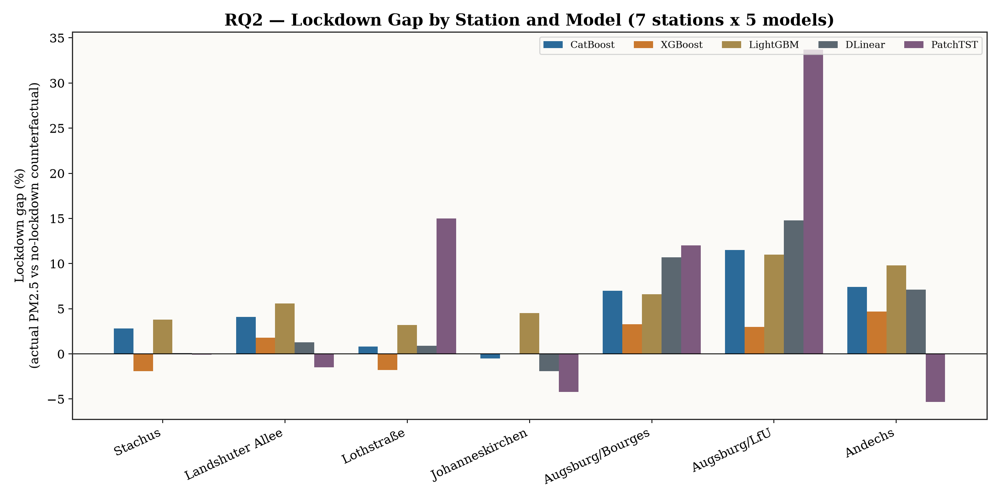 RQ2 — Lockdown Gap by Station and Model (7 stations x 5 models)
CatBoost XGBoost LightGBM DLinear PatchTST
Lockdown gap (%)
(actual PM2.5 vs no-lockdown counterfactual)
35
30
25
20
15
10
5
0
−5
Stachus
Landshuter Allee
Lothstraße
Johanneskirchen
Augsburg/Bourges
Augsburg/LfU
Andechs